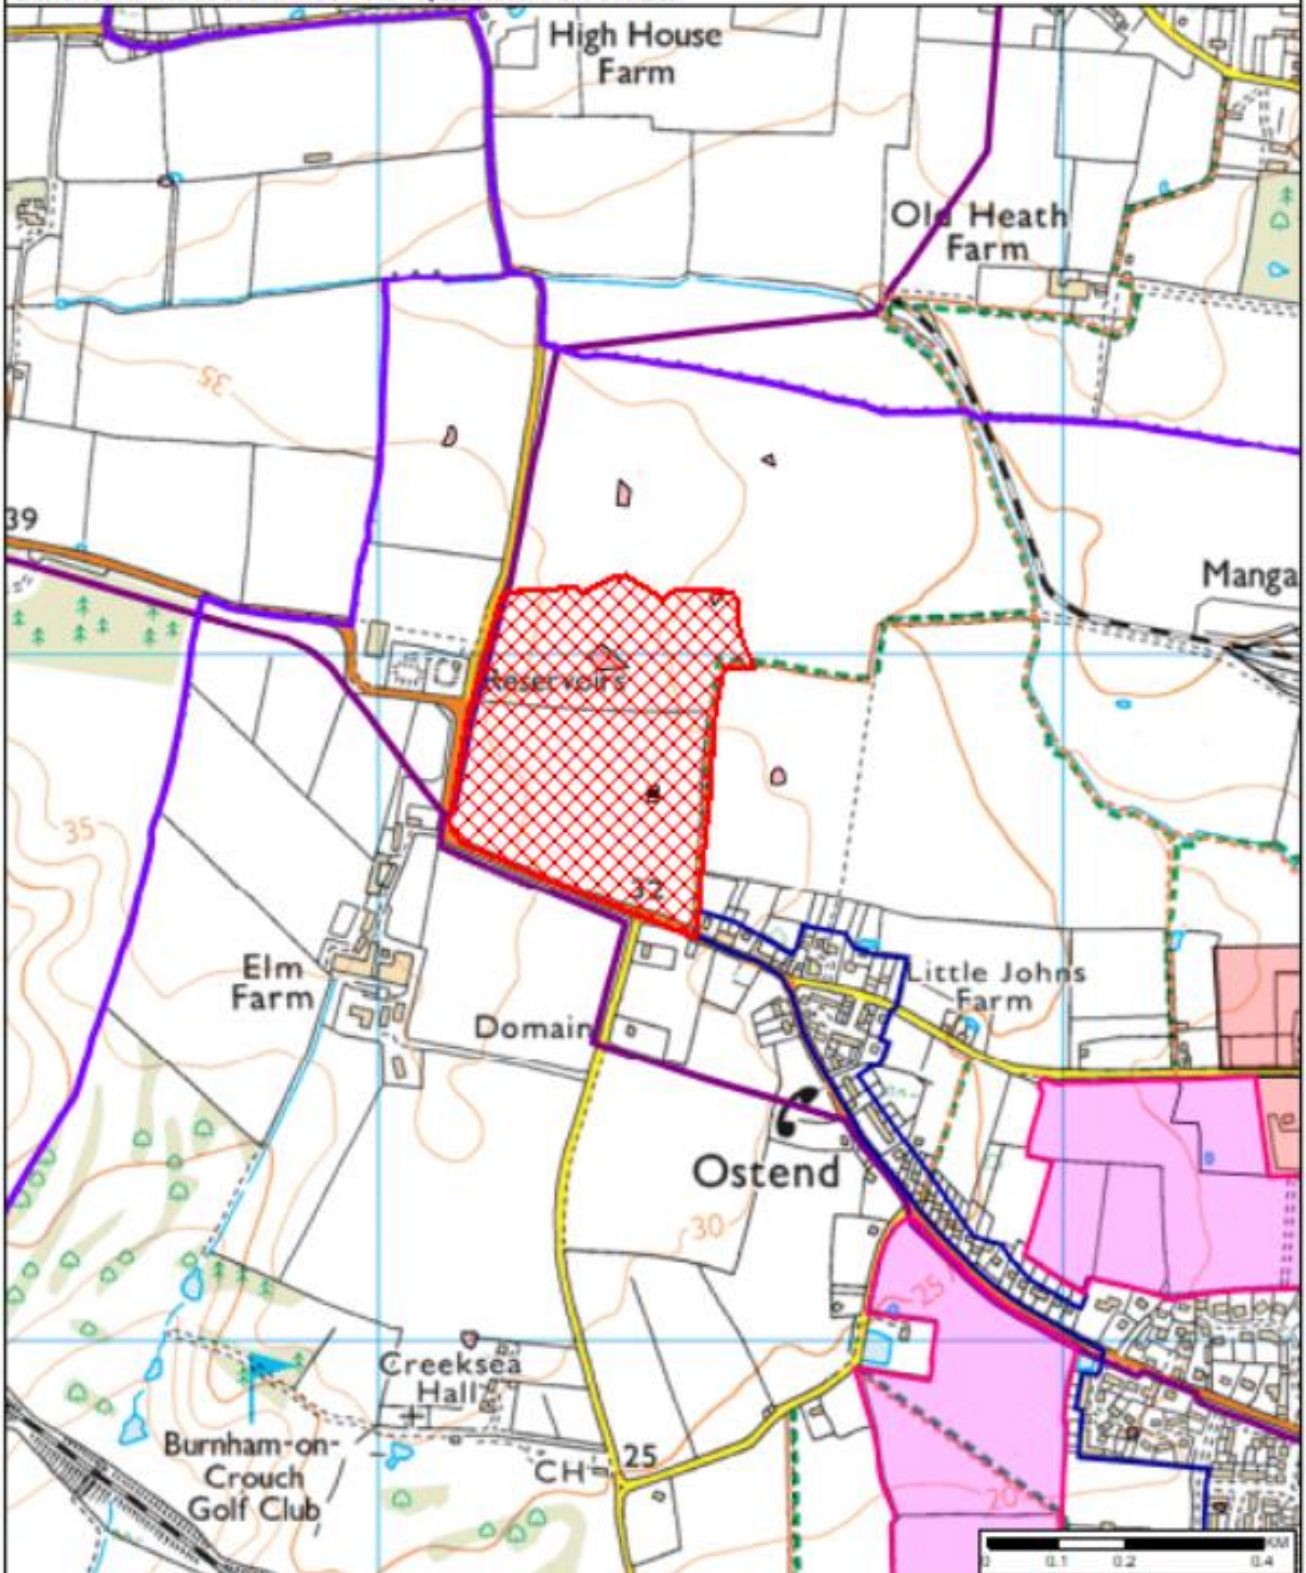 High House
Farm
Old Heath
Farm
35
39
Manga
Reservoirs
35
32
Elm
Farm
Little Johns
Farm
Domain
Ostend
30
25
Creeksea
Hall
Burnham-on-
Crouch
Golf Club
25
CH
20
KM
0
0.1
0.2
0.4